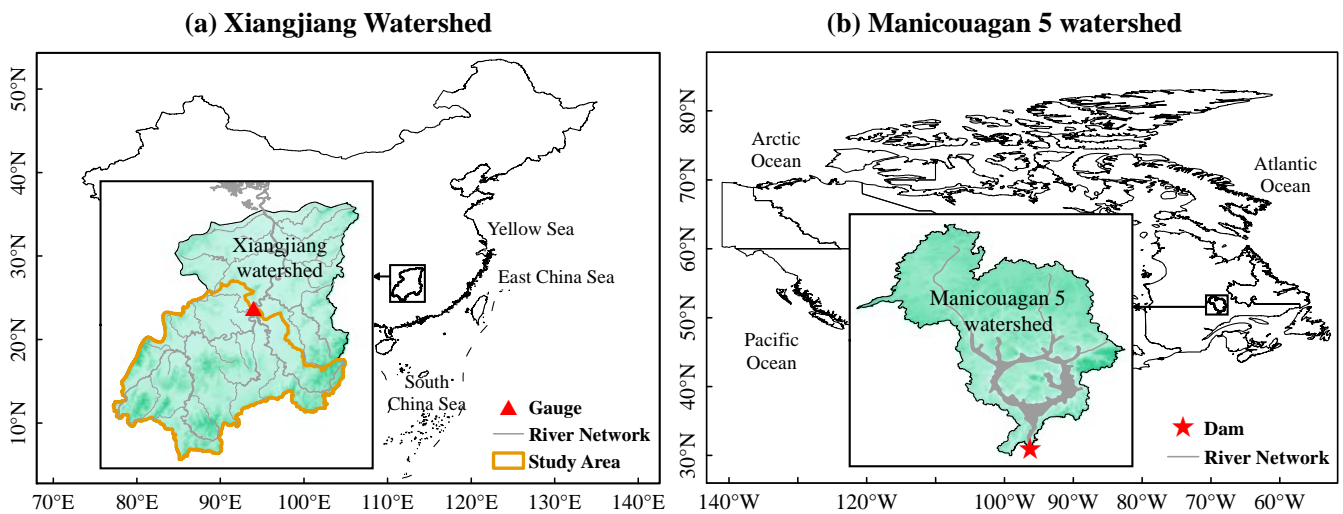 (a) Xiangjiang Watershed
50°N
40°N
30°N
20°N
10°N
Xiangjiang
watershed
Yellow Sea
East China Sea
South
China Sea
Gauge
River Network
Study Area
70°E
80°E
90°E
100°E
110°E
120°E
130°E
140°E
(b) Manicouagan 5 watershed
80°N
70°N
60°N
50°N
40°N
30°N
Arctic
Ocean
Atlantic
Ocean
Manicouagan 5
watershed
Pacific
Ocean
Dam
River Network
140°W
120°W
100°W
90°W
80°W
70°W
60°W